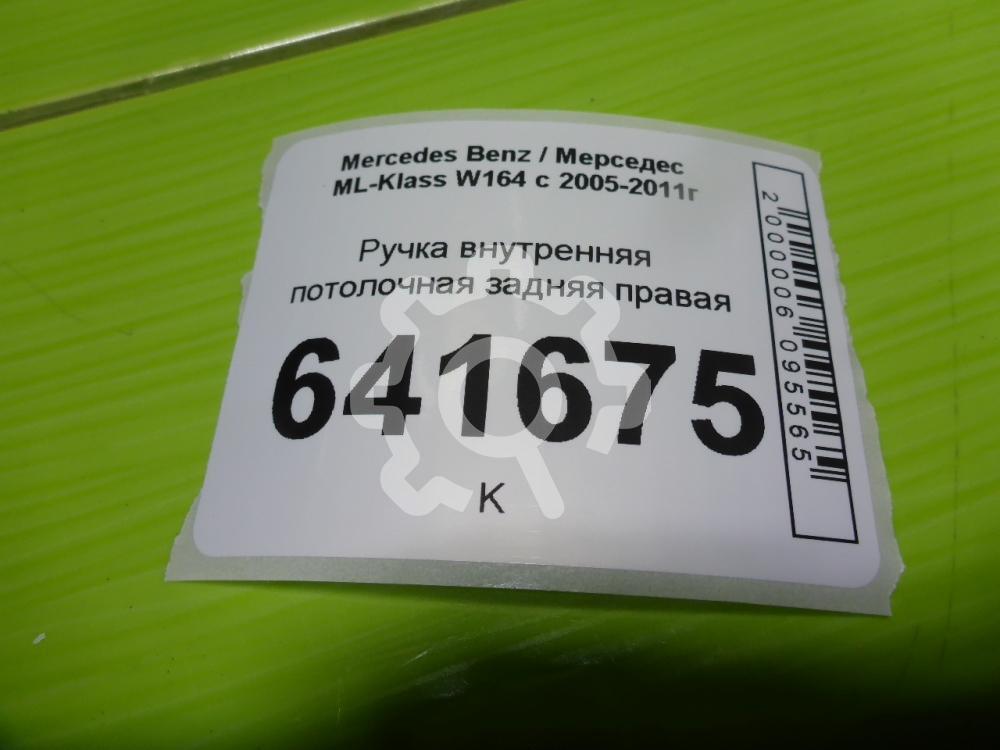 Mercedes Benz / Мерседес
ML-Klass W164 с 2005-2011г
Ручка внутренняя
потолочная задняя правая
641675
К
2000006095565